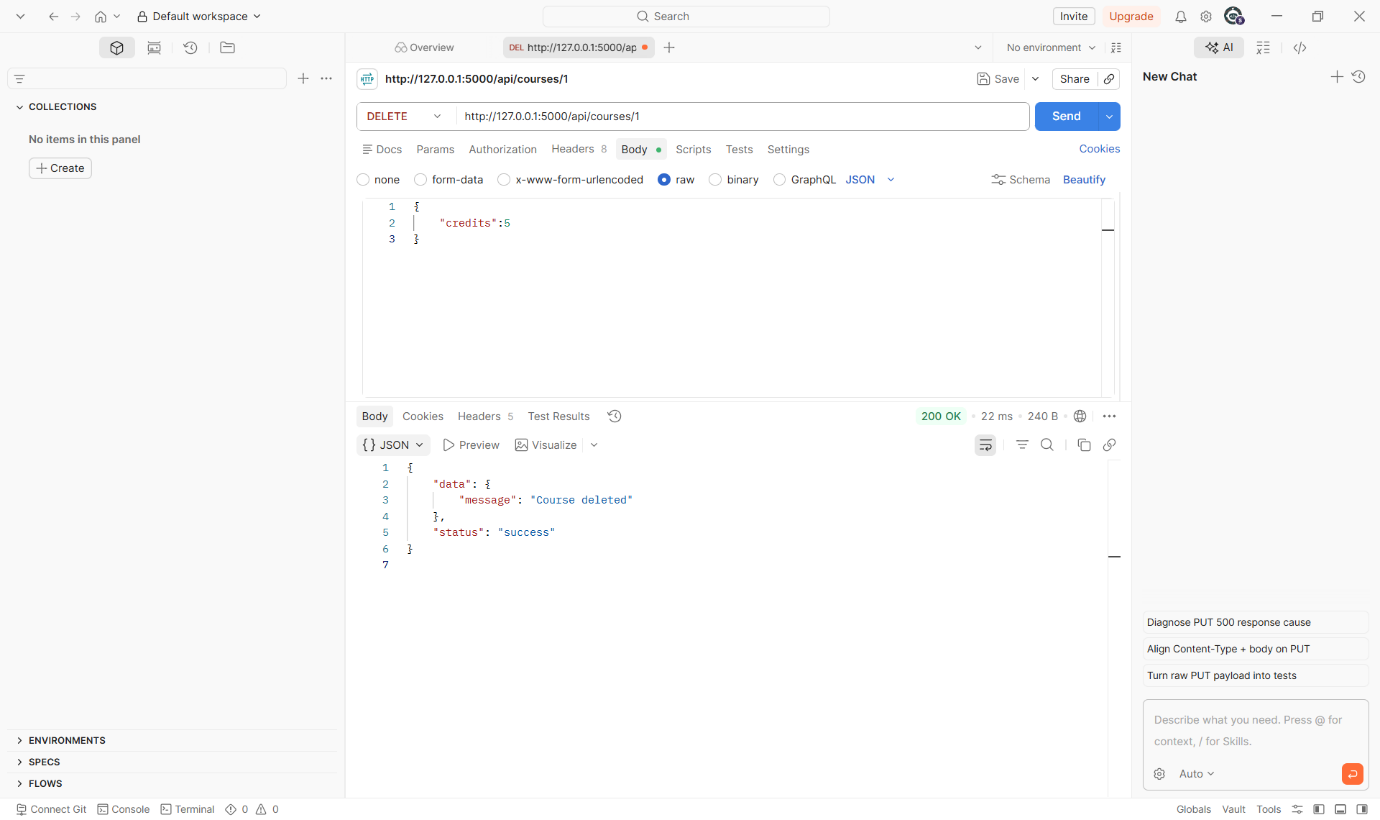 Default workspace
Search
Invite
Upgrade
Overview
DEL http://127.0.0.1:5000/ap
No environment
AI
http://127.0.0.1:5000/api/courses/1
Save
Share
New Chat
COLLECTIONS
No items in this panel
Create
DELETE
http://127.0.0.1:5000/api/courses/1
Send
Docs Params Authorization Headers 8 Body Scripts Tests Settings
Cookies
none form-data x-www-form-urlencoded raw binary GraphQL JSON
Schema Beautify
1 {
2 "credits":5
3 }
Body Cookies Headers 5 Test Results
200 OK • 22 ms • 240 B
{ } JSON Preview Visualize
1 {
2 "data": {
3 "message": "Course deleted"
4 },
5 "status": "success"
6 }
7
Diagnose PUT 500 response cause
Align Content-Type + body on PUT
Turn raw PUT payload into tests
Describe what you need. Press @ for
context, / for Skills.
Auto
ENVIRONMENTS
SPECS
FLOWS
Connect Git Console Terminal 0 0
Globals Vault Tools